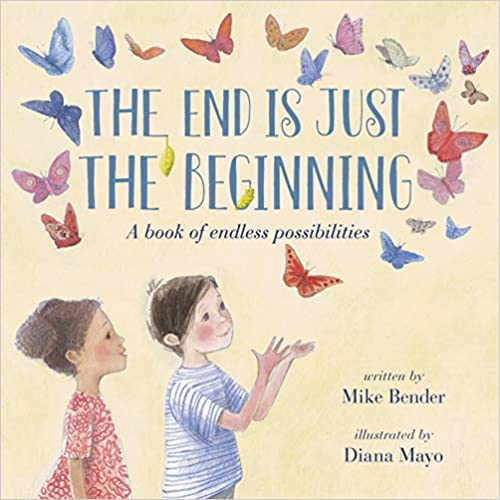 THE END IS JUST
THE BEGINNING
A book of endless possibilities
written by
Mike Bender
illustrated by
Diana Mayo